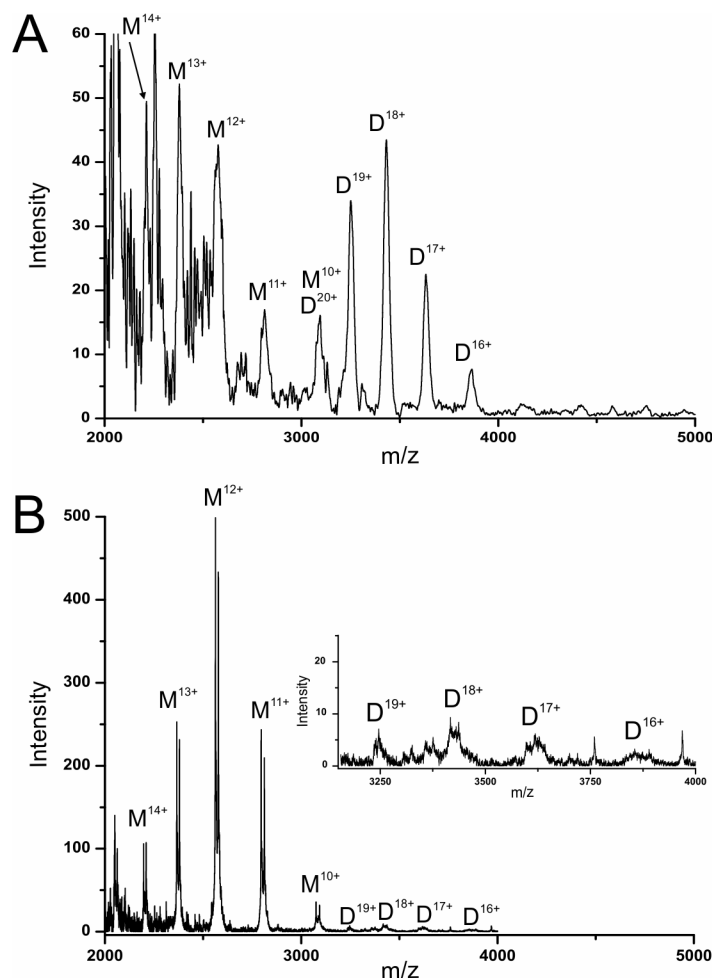 A
M14+
M13+
M12+
M11+
M10+
D20+
D19+
D18+
D17+
D16+
Intensity
60
50
40
30
20
10
0
2000 3000 4000 5000
m/z
B
M14+
M13+
M12+
M11+
M10+
D19+ D18+ D17+ D16+
Intensity
500
400
300
200
100
0
2000 3000 4000 5000
m/z
D19+ D18+ D17+ D16+
Intensity
20
10
0
3250 3500 3750 4000
m/z